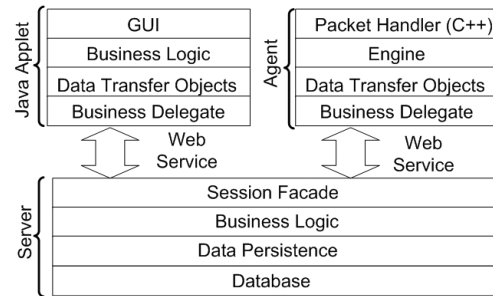 Java Applet
GUI
Business Logic
Data Transfer Objects
Business Delegate
Agent
Packet Handler (C++)
Engine
Data Transfer Objects
Business Delegate
Web
Service
Web
Service
Server
Session Facade
Business Logic
Data Persistence
Database